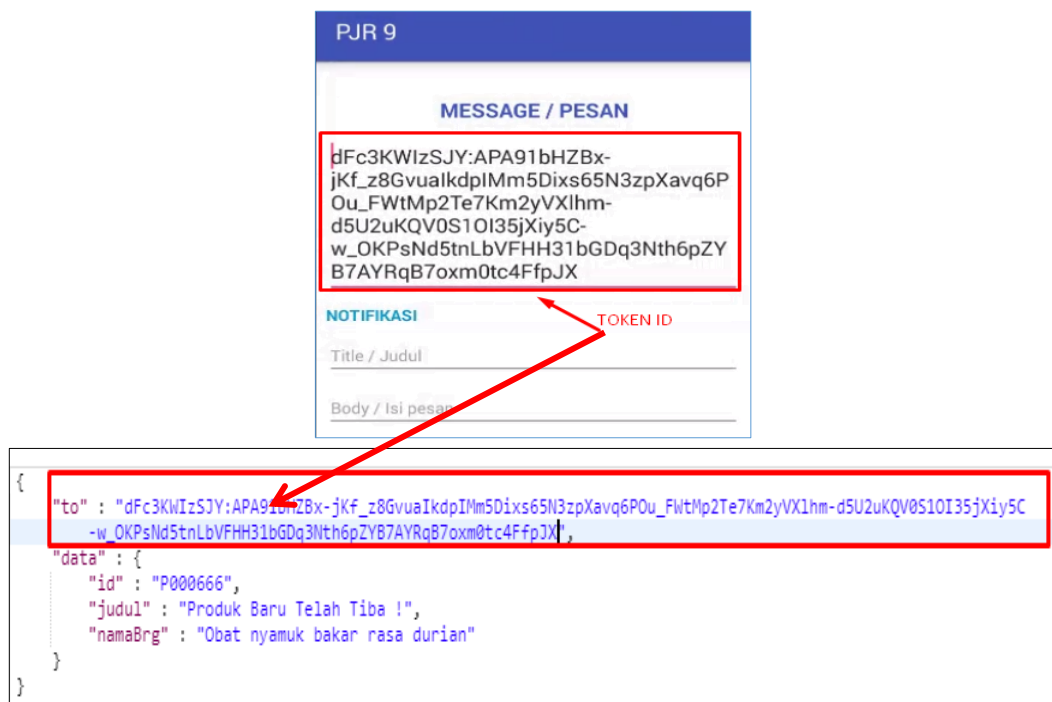 PJR 9
MESSAGE / PESAN
dFc3KWIzSJY:APA91bHZBx-
jKf_z8GvuaIkdpIMm5Dixs65N3zpXavq6P
Ou_FWtMp2Te7Km2yVXlhm-
d5U2uKQV0S1OI35jXiy5C-
w_OKPsNd5tnLbVFHH31bGDq3Nth6pZY
B7AYRqB7oxm0tc4FfpJX
NOTIFIKASI
TOKEN ID
Title / Judul
Body / Isi pesan
{
"to" : "dFc3KWIzSJY:APA91bHZBx-jKf_z8GvuaIkdpIMm5Dixs65N3zpXavq6POu_FWtMp2Te7Km2yVXlhm-d5U2uKQV0S1OI35jXiy5C
-w_OKPsNd5tnLbVFHH31bGDq3Nth6pZYB7AYRqB7oxm0tc4FfpJX",
"data" : {
"id" : "P000666",
"judul" : "Produk Baru Telah Tiba !",
"namaBrg" : "Obat nyamuk bakar rasa durian"
}
}